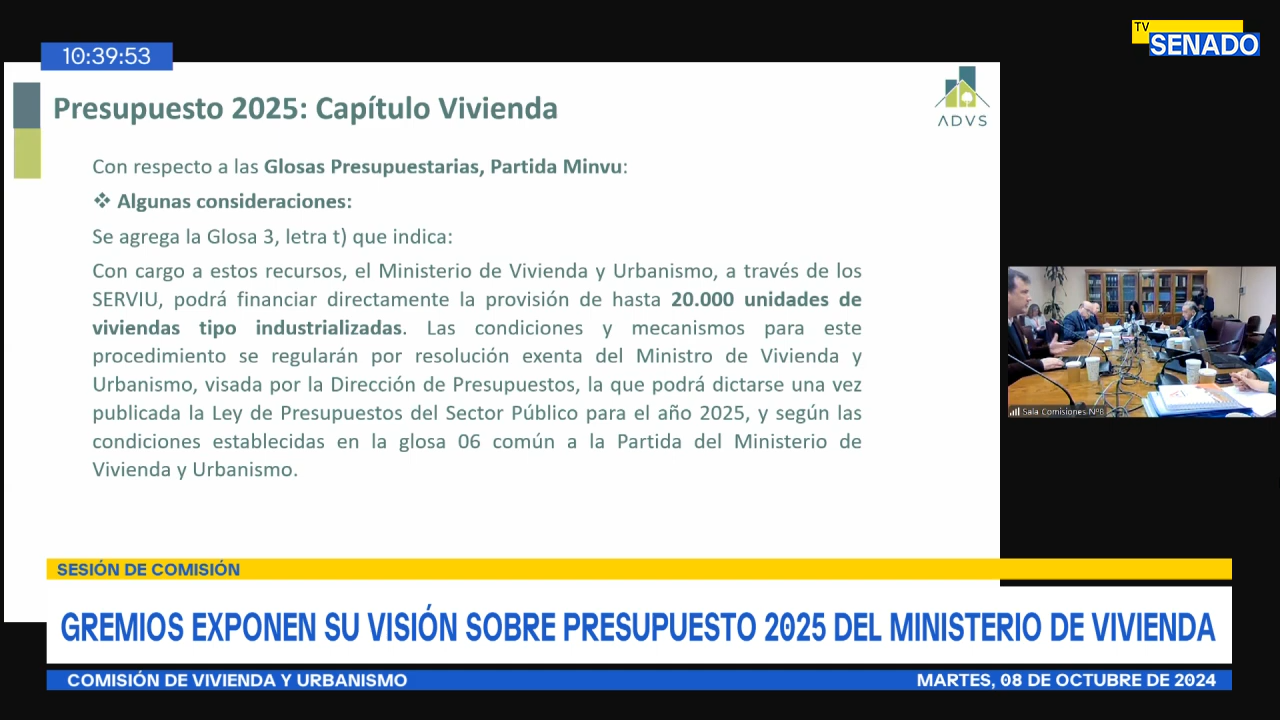 TV
SENADO
10:39:53
Presupuesto 2025: Capítulo Vivienda
ADVS
Con respecto a las Glosas Presupuestarias, Partida Minvu:
❖ Algunas consideraciones:
Se agrega la Glosa 3, letra t) que indica:
Con cargo a estos recursos, el Ministerio de Vivienda y Urbanismo, a través de los
SERVIU, podrá financiar directamente la provisión de hasta 20.000 unidades de
viviendas tipo industrializadas. Las condiciones y mecanismos para este
procedimiento se regularán por resolución exenta del Ministro de Vivienda y
Urbanismo, visada por la Dirección de Presupuestos, la que podrá dictarse una vez
publicada la Ley de Presupuestos del Sector Público para el año 2025, y según las
condiciones establecidas en la glosa 06 común a la Partida del Ministerio de
Vivienda y Urbanismo.
Sala Comisiones Nº8
SESIÓN DE COMISIÓN
GREMIOS EXPONEN SU VISIÓN SOBRE PRESUPUESTO 2025 DEL MINISTERIO DE VIVIENDA
COMISIÓN DE VIVIENDA Y URBANISMO
MARTES, 08 DE OCTUBRE DE 2024